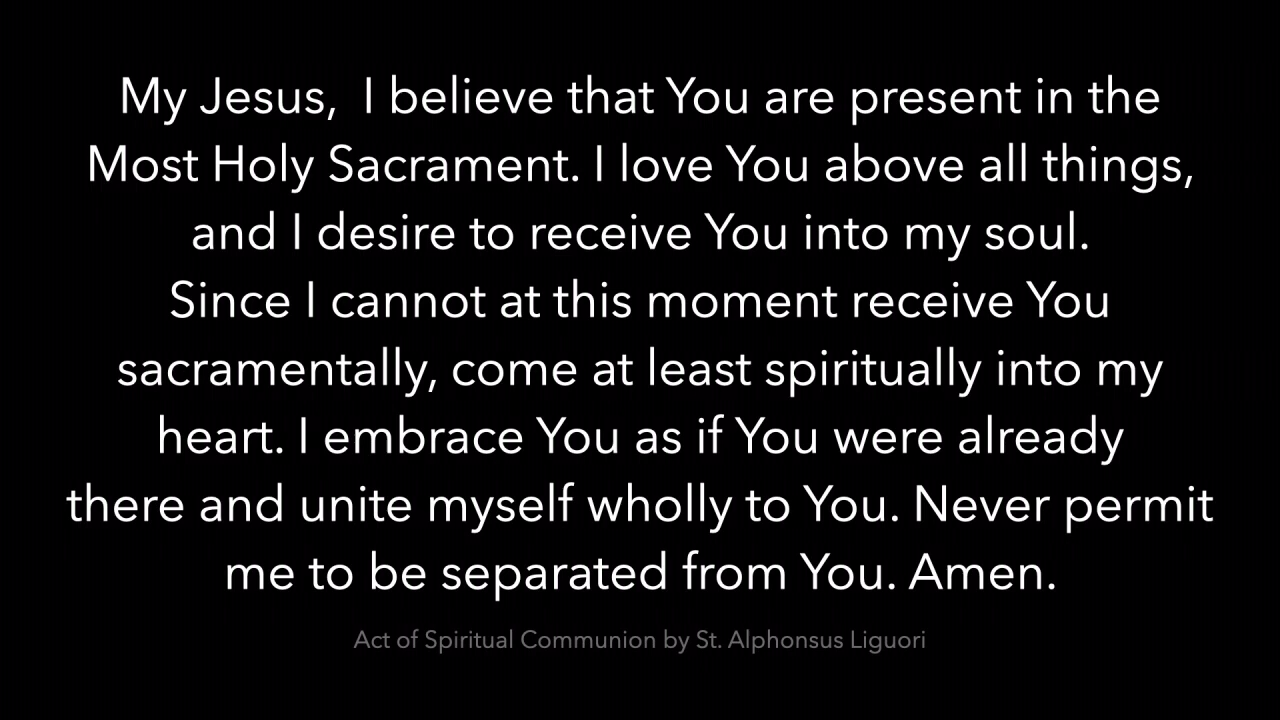 My Jesus,  I believe that You are present in the
Most Holy Sacrament. I love You above all things,
and I desire to receive You into my soul.
Since I cannot at this moment receive You
sacramentally, come at least spiritually into my
heart. I embrace You as if You were already
there and unite myself wholly to You. Never permit
me to be separated from You. Amen.
Act of Spiritual Communion by St. Alphonsus Liguori